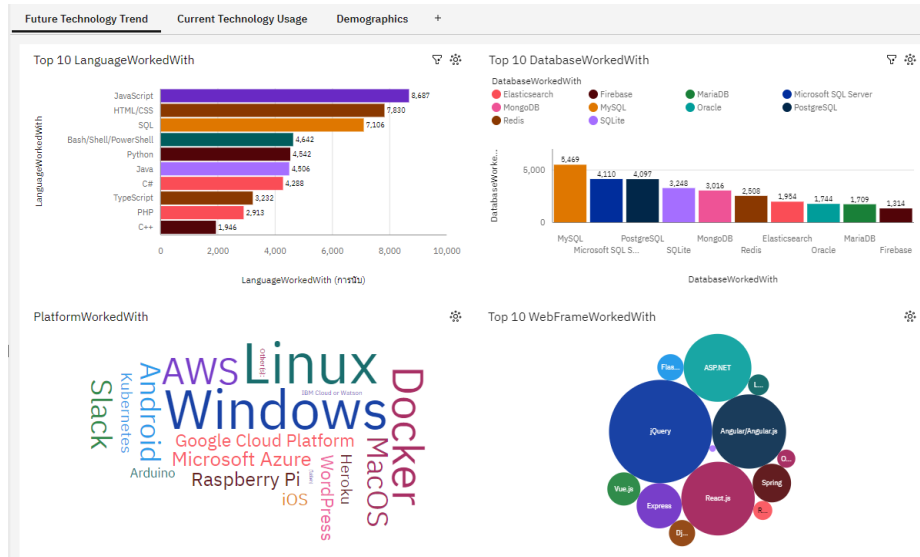 Future Technology Trend Current Technology Usage Demographics +
Top 10 LanguageWorkedWith
LanguageWorkedWith
JavaScript 8,687
HTML/CSS 7,830
SQL 7,106
Bash/Shell/PowerShell 4,642
Python 4,542
Java 4,506
C# 4,288
TypeScript 3,232
PHP 2,913
C++ 1,946
0 2,000 4,000 6,000 8,000 10,000
LanguageWorkedWith (การนับ)
Top 10 DatabaseWorkedWith
DatabaseWorkedWith
Elasticsearch Firebase MariaDB Microsoft SQL Server
MongoDB MySQL Oracle PostgreSQL
Redis SQLite
DatabaseWorke...
5,000
0
5,469 4,110 4,097 3,248 3,016 2,508 1,954 1,744 1,709 1,314
MySQL PostgreSQL MongoDB Elasticsearch MariaDB
Microsoft SQL S... SQLite Redis Oracle Firebase
DatabaseWorkedWith
PlatformWorkedWith
Linux
AWS
IBM Cloud or Watson
Windows
Docker
Android
Kubernetes
Slack
Google Cloud Platform
Microsoft Azure
MacOS
Arduino
Raspberry Pi
Heroku
WordPress
iOS
Top 10 WebFrameWorkedWith
ASP.NET
Flas...
L...
jQuery
Angular/Angular.js
O...
Vue.js
Express
React.js
Spring
R...
Dj...